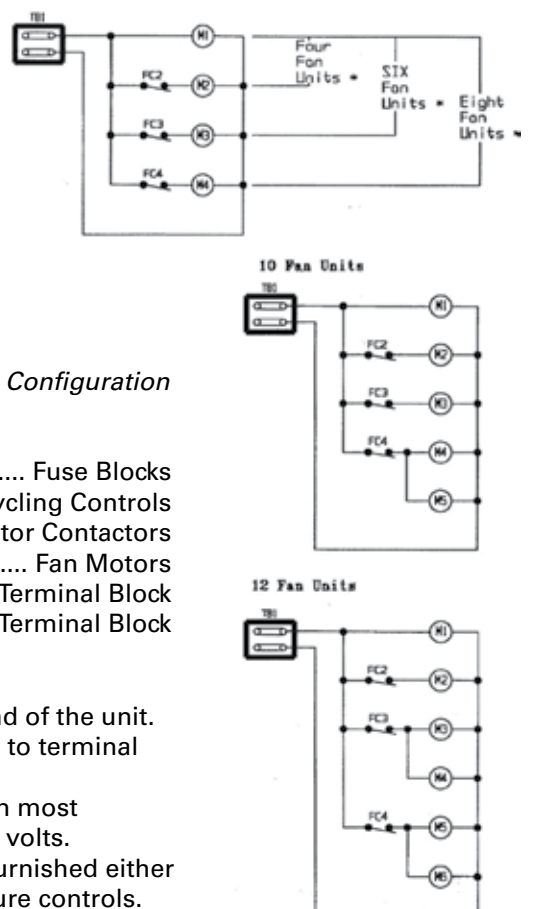 TB1
M1
Four
Fan
Units *
FC2
M2
SIX
Fan
Units *
Eight
Fan
Units *
FC3
M3
FC4
M4
10 Fan Units
TB1
M1
FC2
M2
FC3
M3
FC4
M4
M5
Configuration
.... Fuse Blocks
ycling Controls
tor Contactors
.... Fan Motors
Terminal Block
Terminal Block
12 Fan Units
TB1
M1
FC2
M2
FC3
M3
M4
FC4
M5
M6
nd of the unit.
to terminal
n most
volts.
urnished either
ure controls.